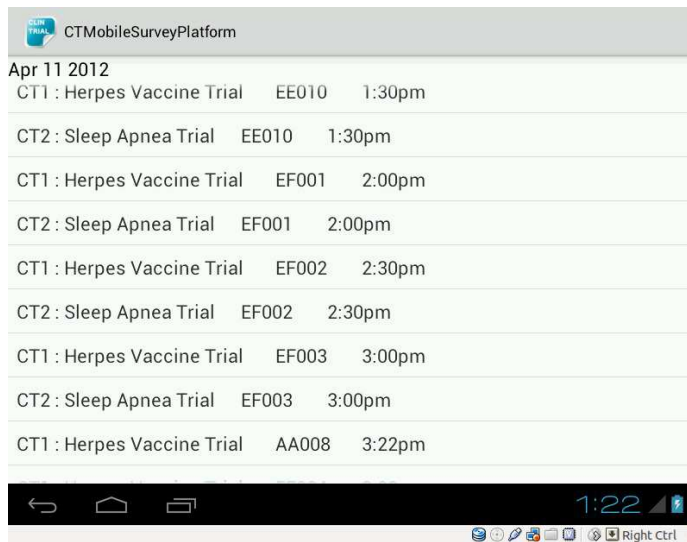 CLIN
TRIAL
CTMobileSurveyPlatform
Apr 11 2012
CT1 : Herpes Vaccine Trial EE010 1:30pm
CT2 : Sleep Apnea Trial EE010 1:30pm
CT1 : Herpes Vaccine Trial EF001 2:00pm
CT2 : Sleep Apnea Trial EF001 2:00pm
CT1 : Herpes Vaccine Trial EF002 2:30pm
CT2 : Sleep Apnea Trial EF002 2:30pm
CT1 : Herpes Vaccine Trial EF003 3:00pm
CT2 : Sleep Apnea Trial EF003 3:00pm
CT1 : Herpes Vaccine Trial AA008 3:22pm
1:22
Right Ctrl